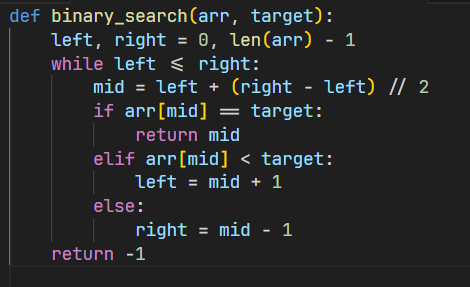 def binary_search(arr, target):
    left, right = 0, len(arr) - 1
    while left <= right:
        mid = left + (right - left) // 2
        if arr[mid] == target:
            return mid
        elif arr[mid] < target:
            left = mid + 1
        else:
            right = mid - 1
    return -1